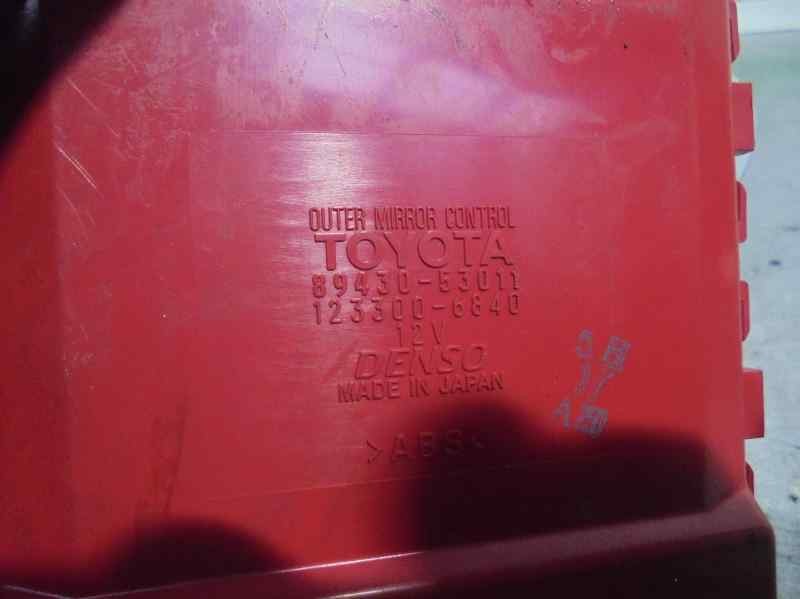 OUTER MIRROR CONTROL
TOYOTA
89430-53011
123300-6840
12V
DENSO
MADE IN JAPAN
>ABS<